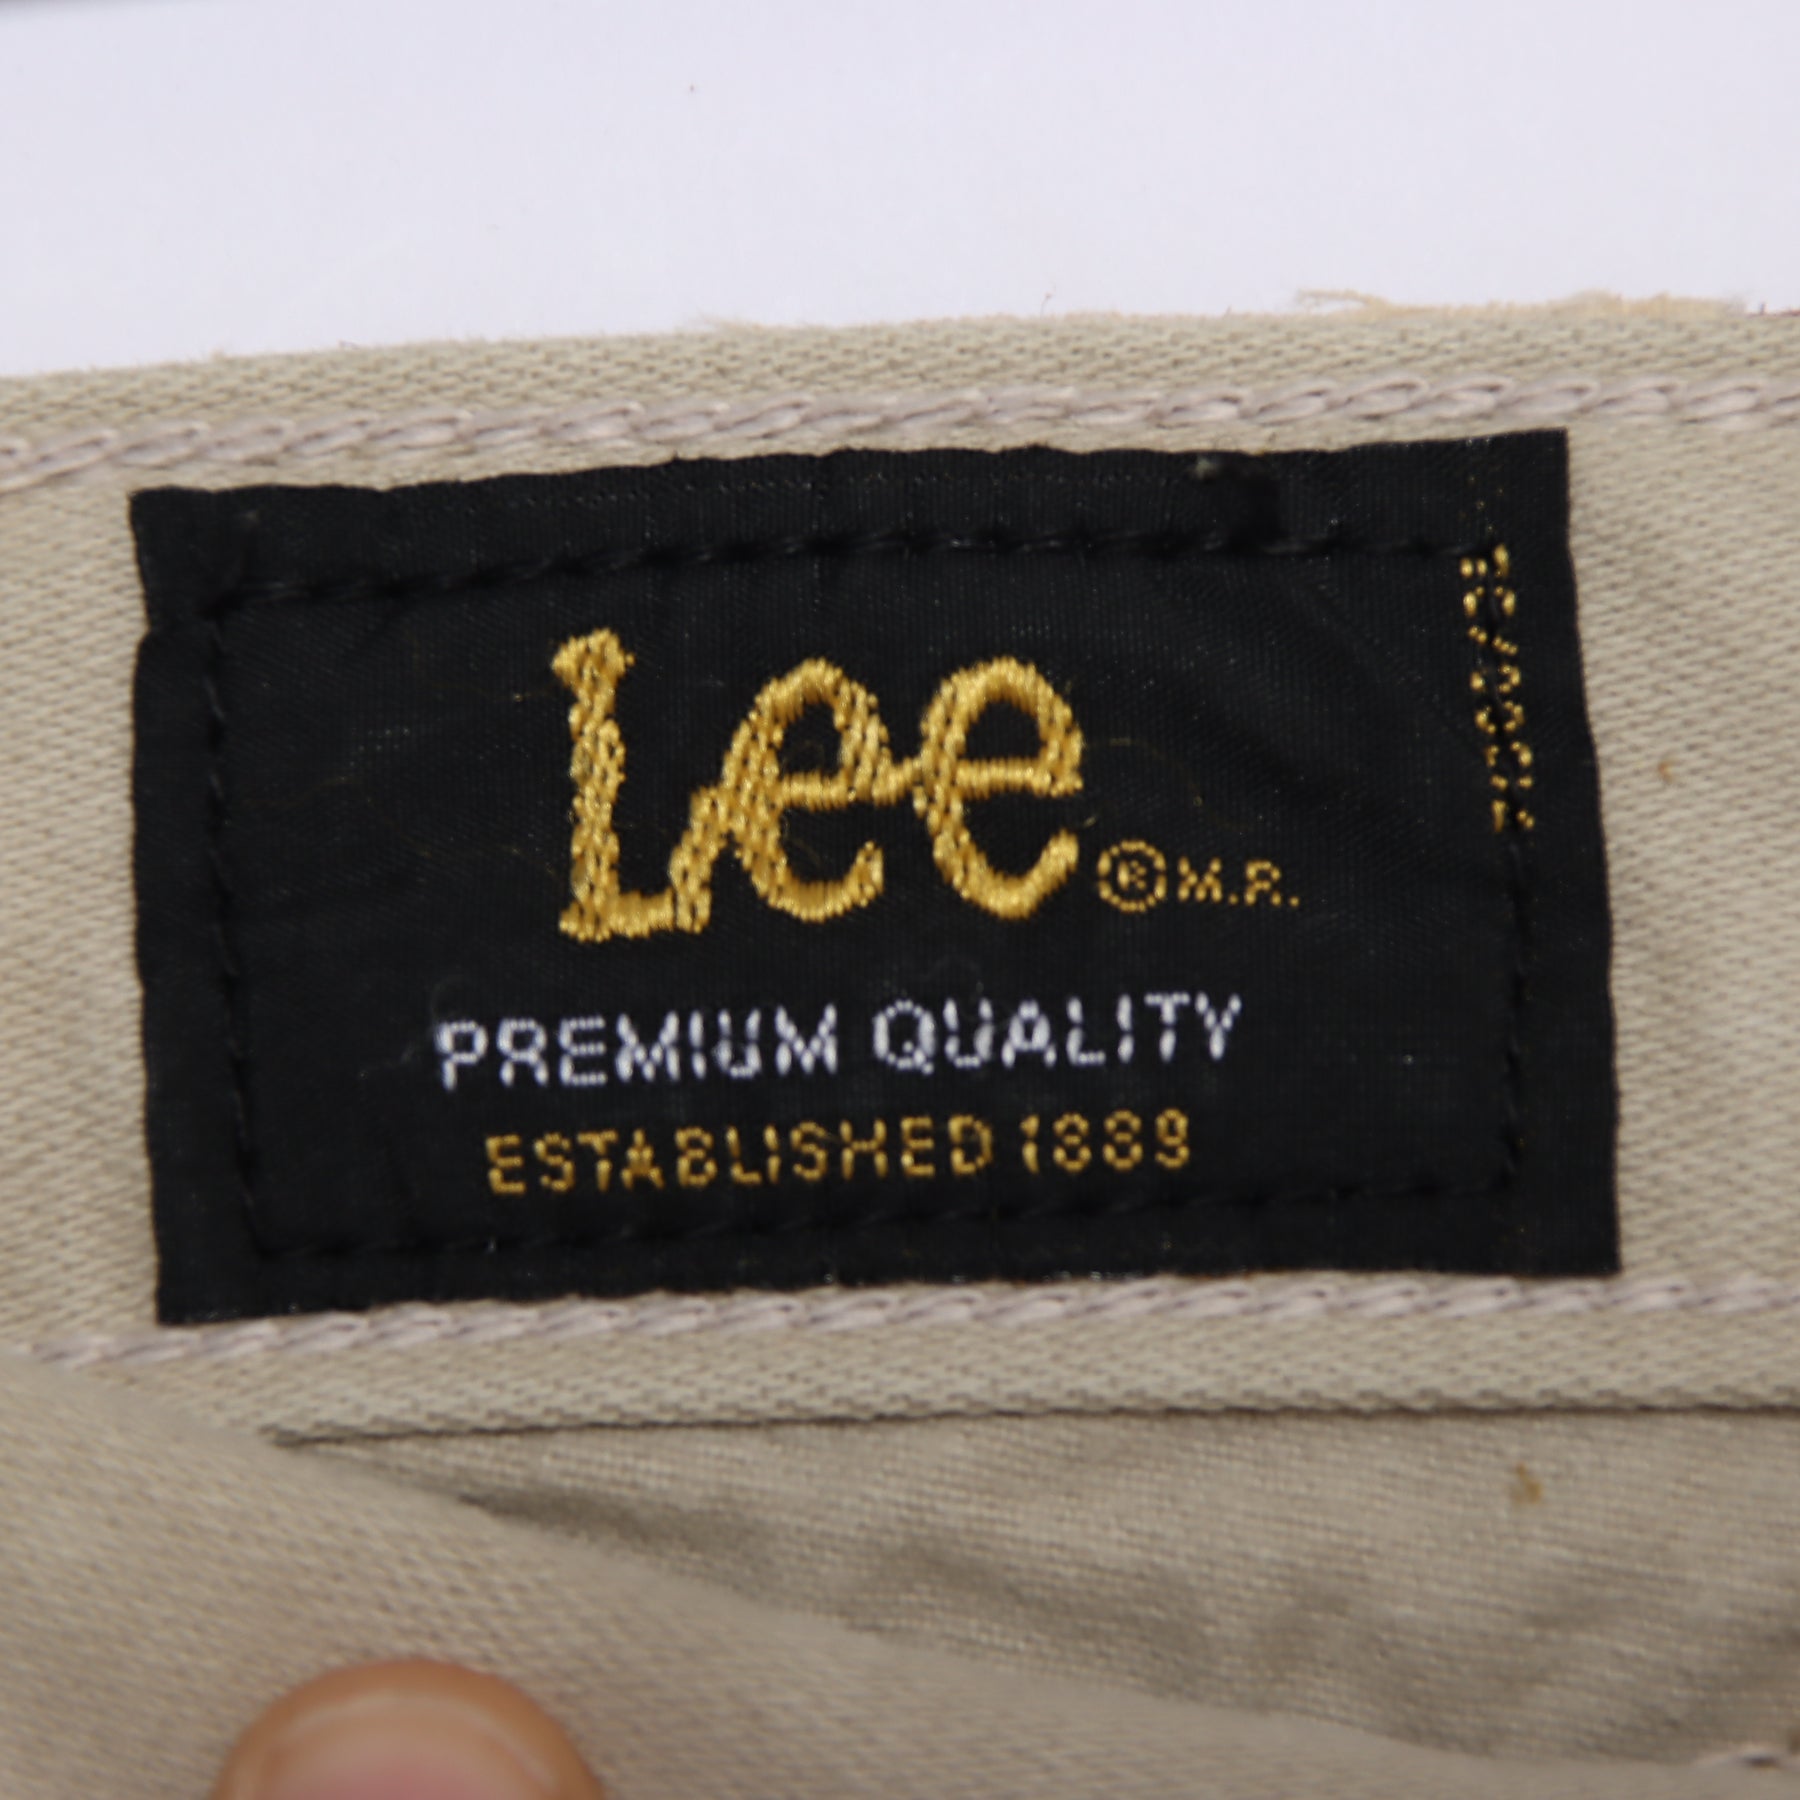 Lee ® M.R.
PREMIUM QUALITY
ESTABLISHED 1889